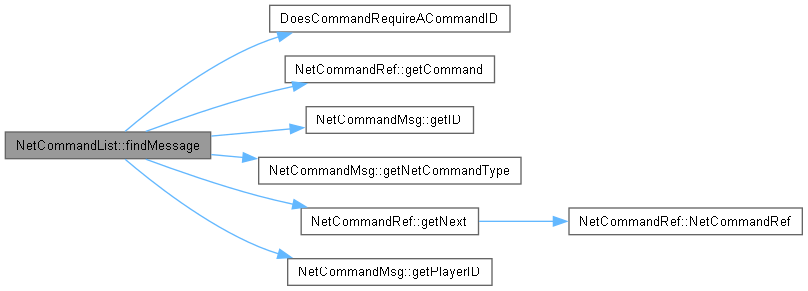 DoesCommandRequireACommandID
NetCommandRef::getCommand
NetCommandMsg::getID
NetCommandList::findMessage
NetCommandMsg::getNetCommandType
NetCommandRef::getNext
NetCommandRef::NetCommandRef
NetCommandMsg::getPlayerID